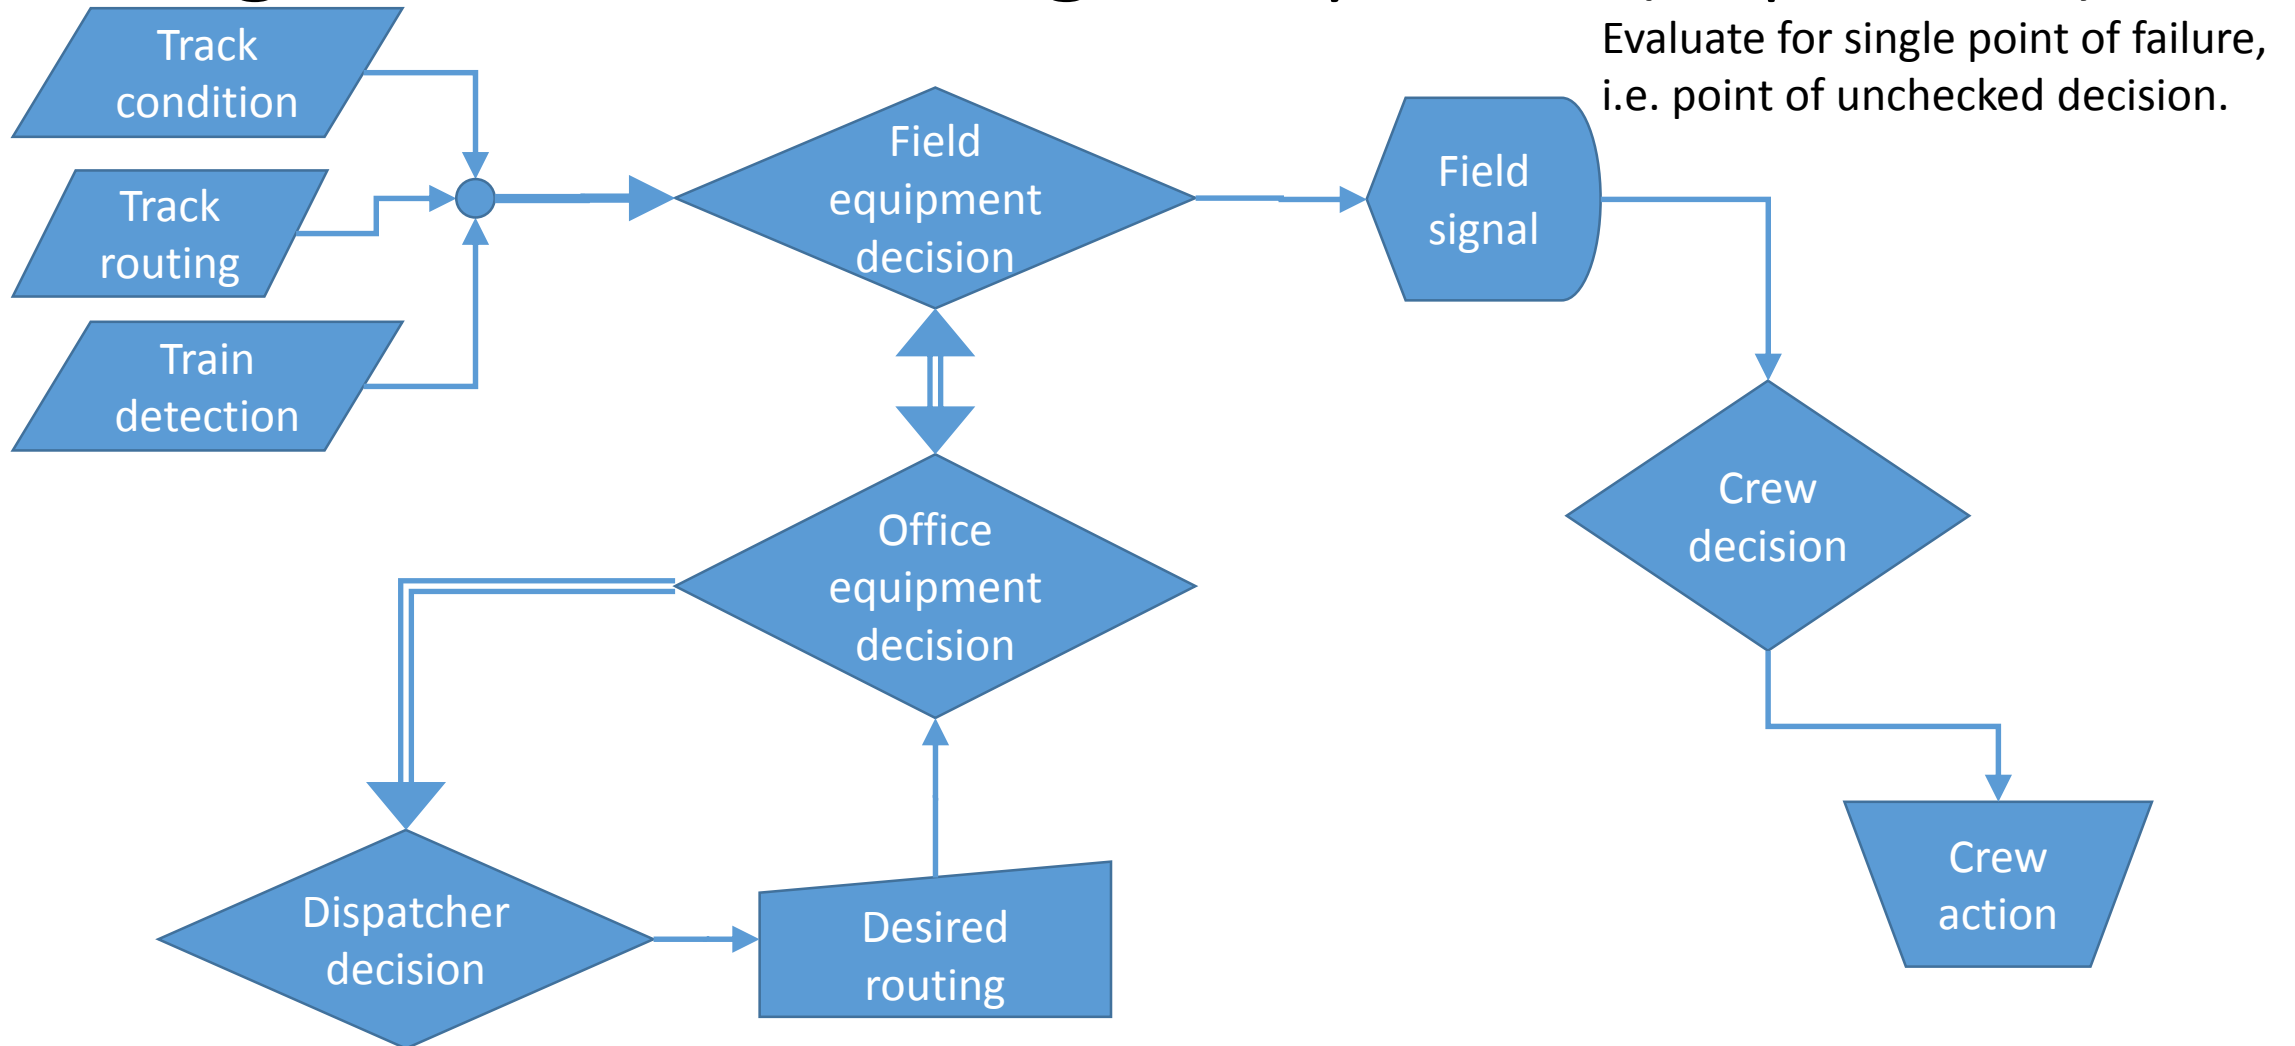 Evaluate for single point of failure,
i.e. point of unchecked decision.
Track
condition
Track
routing
Train
detection
Field
equipment
decision
Field
signal
Crew
decision
Office
equipment
decision
Dispatcher
decision
Desired
routing
Crew
action